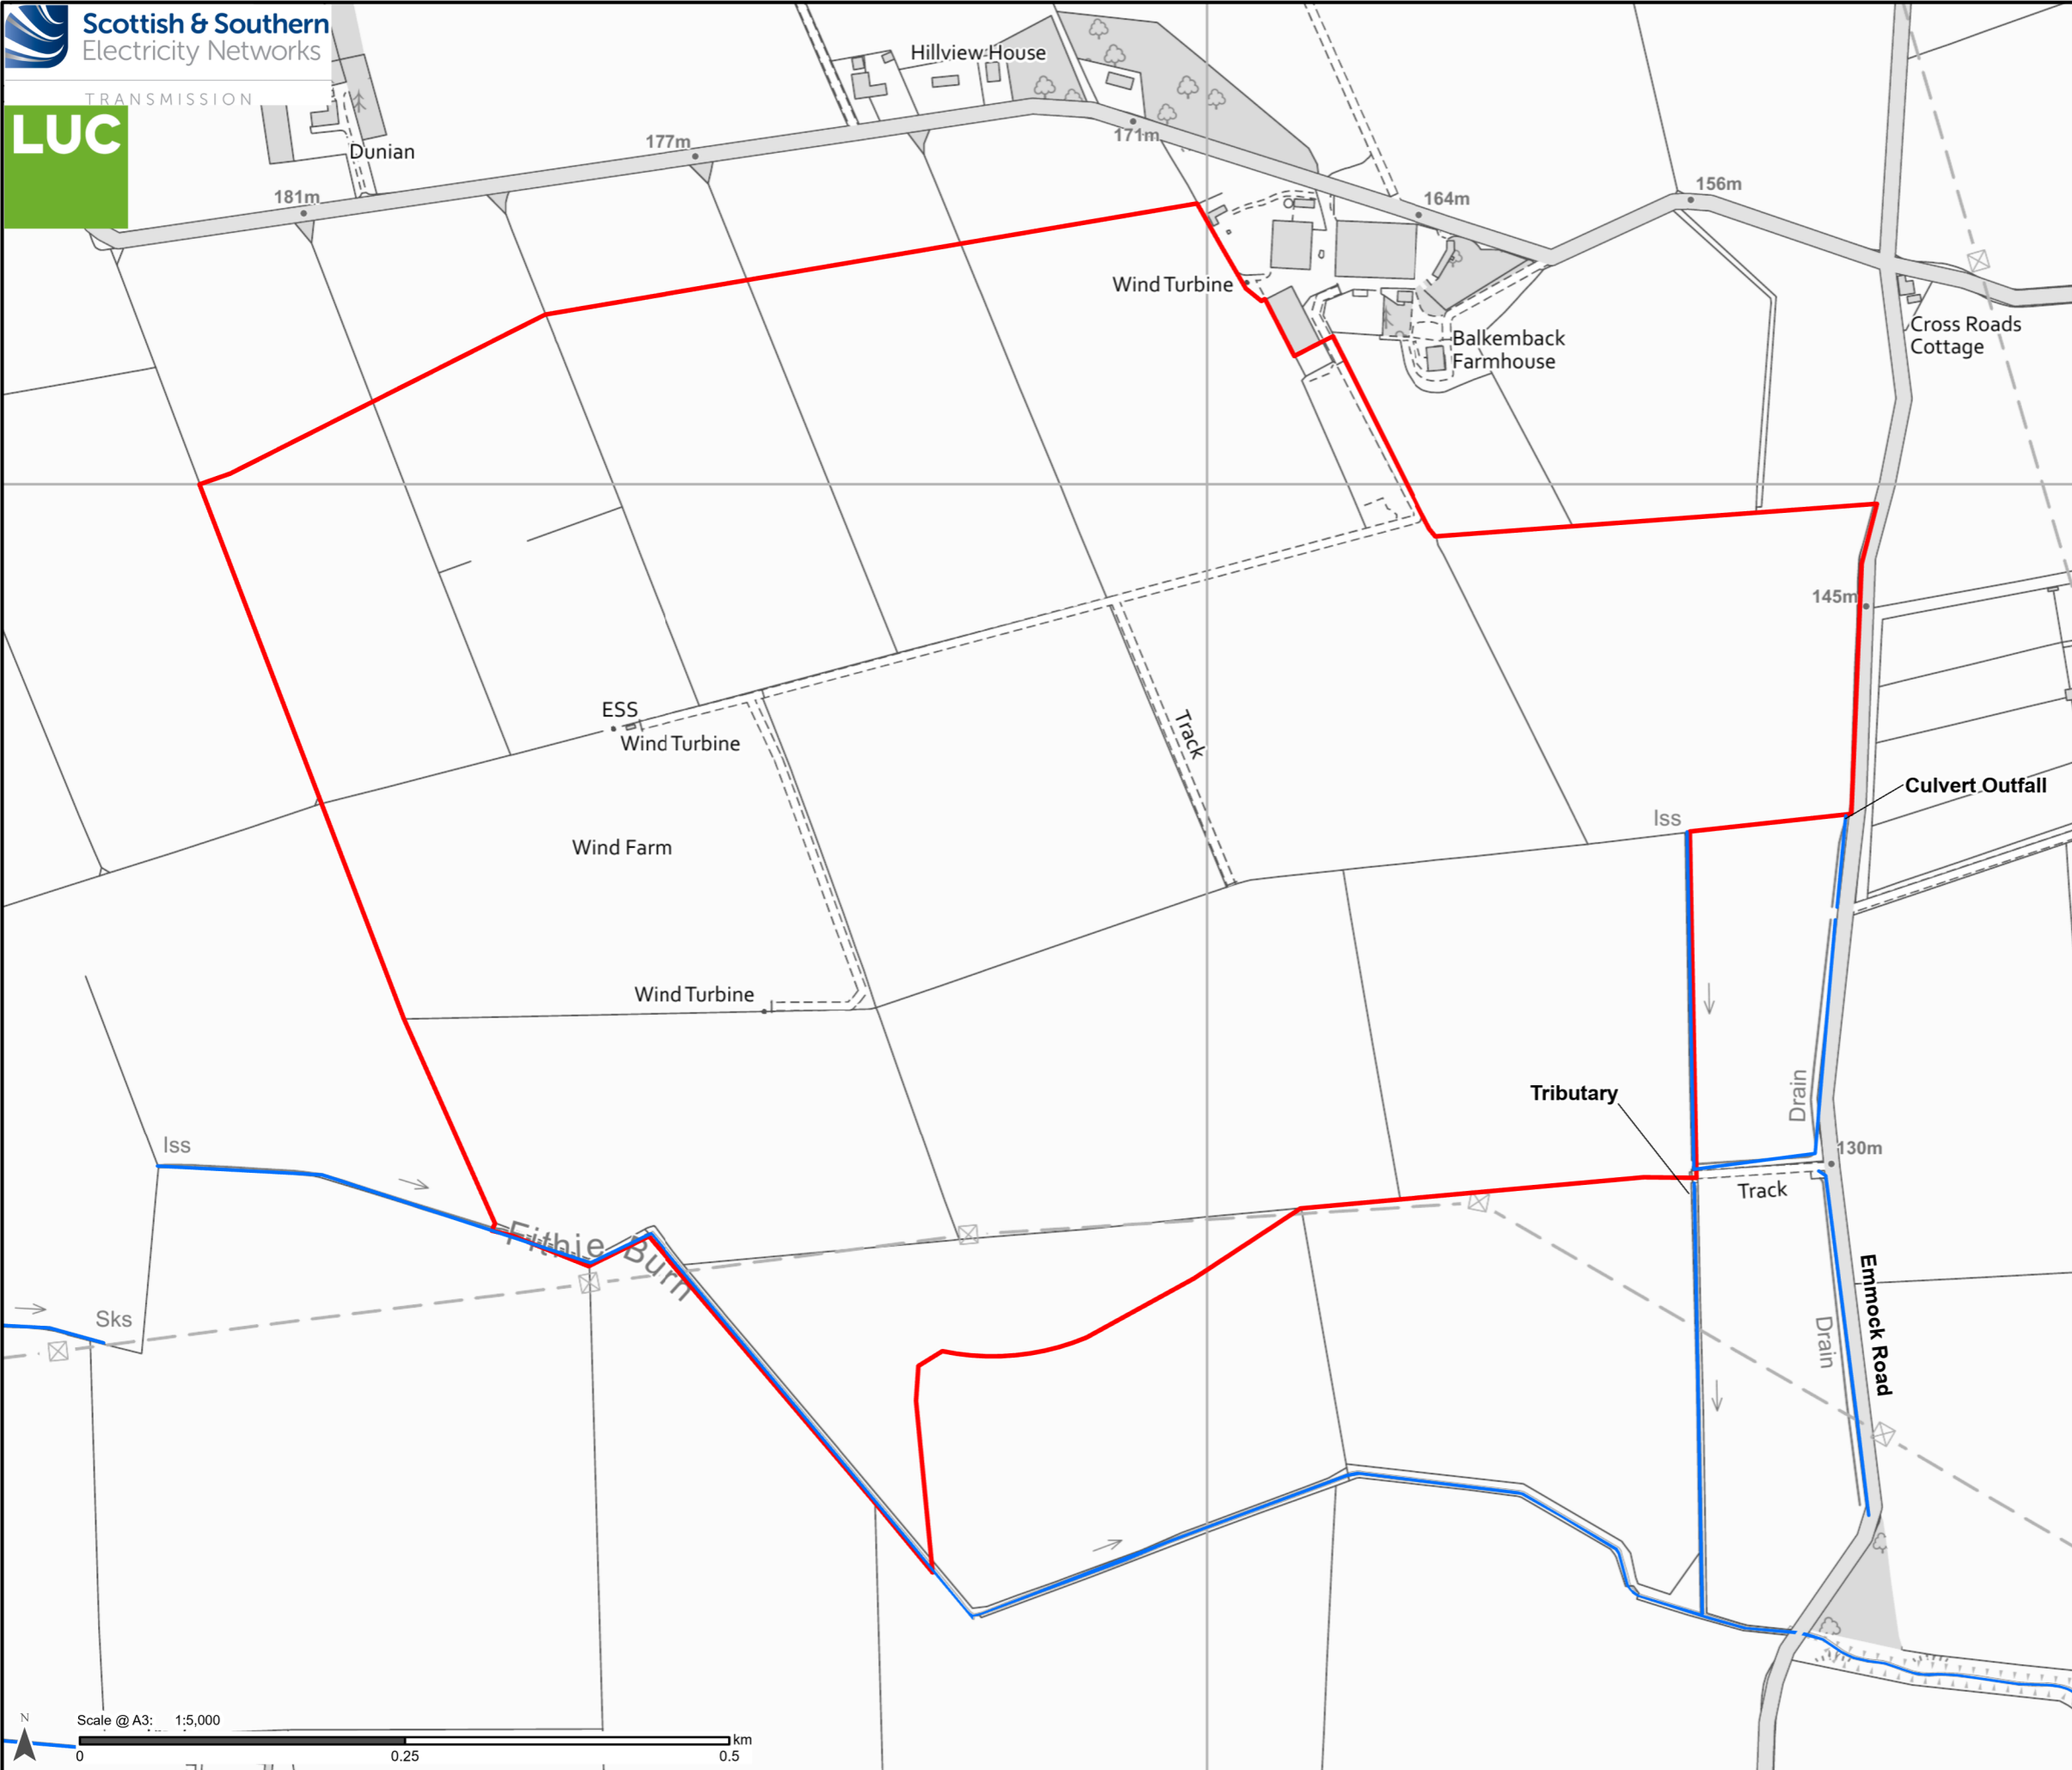 Scottish & Southern
Electricity Networks
TRANSMISSION
LUC
Hillview House
Dunian
177m
171m
181m
164m
156m
Wind Turbine
Balkemback
Farmhouse
Cross Roads
Cottage
145m
ESS
Wind Turbine
Track
Culvert Outfall
Iss
Wind Farm
Wind Turbine
Tributary
Drain
130m
Iss
Track
Fithie Burn
Sks
Emmock Road
Drain
N
Scale @ A3: 1:5,000
km
0 0.25 0.5